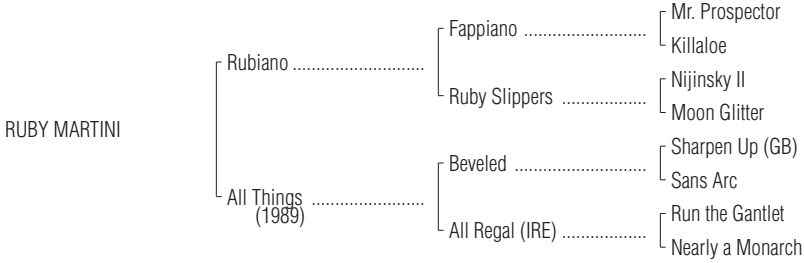 Mr. Prospector
Fappiano ..........................
Killaloe
Rubiano ............................
Nijinsky II
Ruby Slippers ..................
Moon Glitter
RUBY MARTINI
Sharpen Up (GB)
Beveled ............................
Sans Arc
All Things ........................
(1989)
Run the Gantlet
All Regal (IRE) ..................
Nearly a Monarch